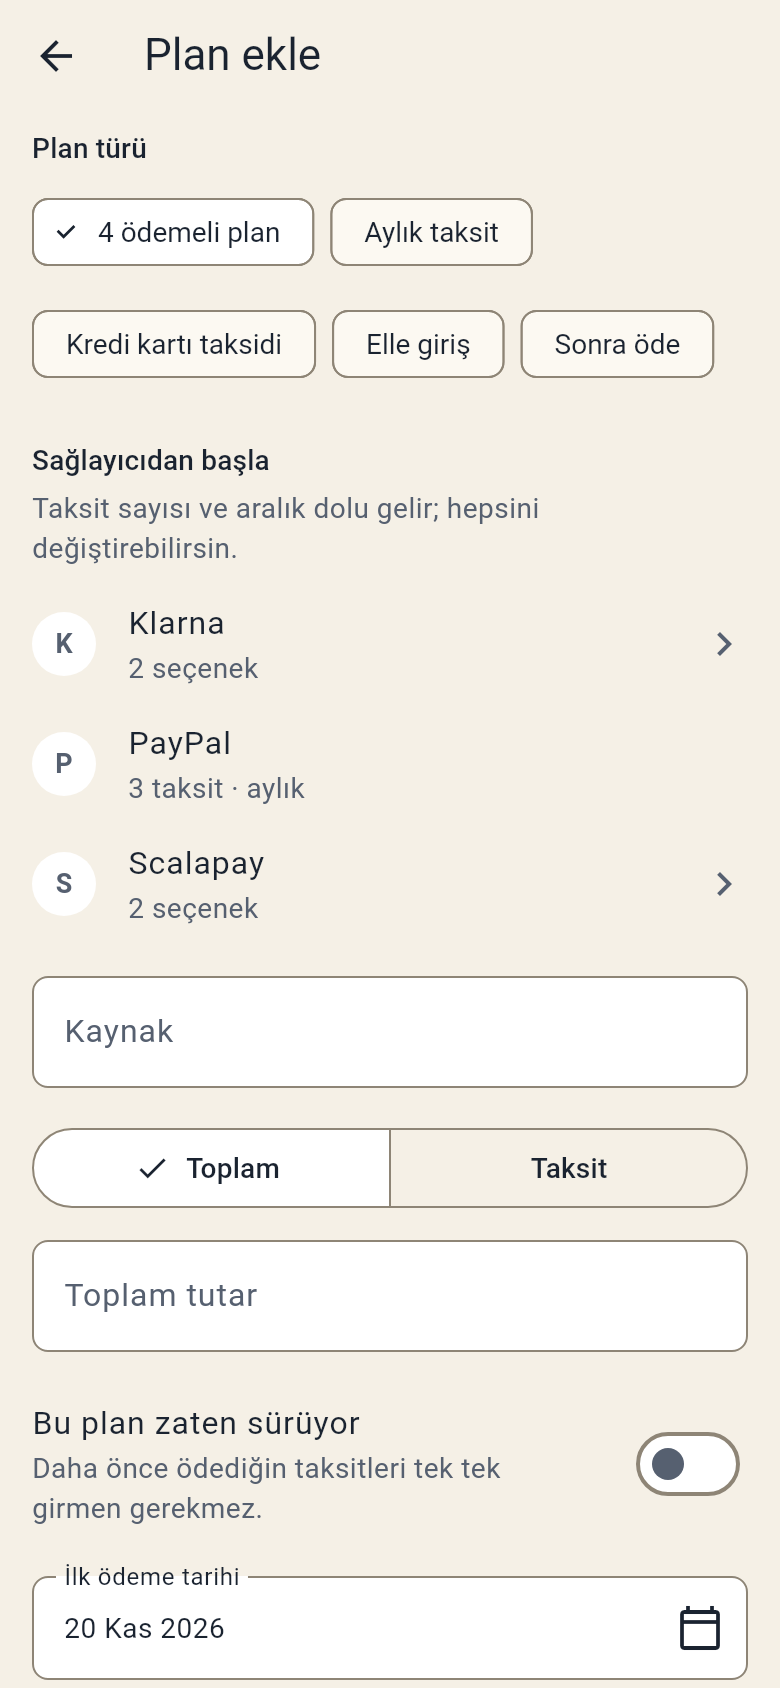 Plan ekle
Plan türü
4 ödemeli plan
Aylık taksit
Kredi kartı taksidi
Elle giriş
Sonra öde
Sağlayıcıdan başla
Taksit sayısı ve aralık dolu gelir; hepsini
değiştirebilirsin.
K
Klarna
2 seçenek
P
PayPal
3 taksit · aylık
S
Scalapay
2 seçenek
Kaynak
Toplam
Taksit
Toplam tutar
Bu plan zaten sürüyor
Daha önce ödediğin taksitleri tek tek
girmen gerekmez.
İlk ödeme tarihi
20 Kas 2026